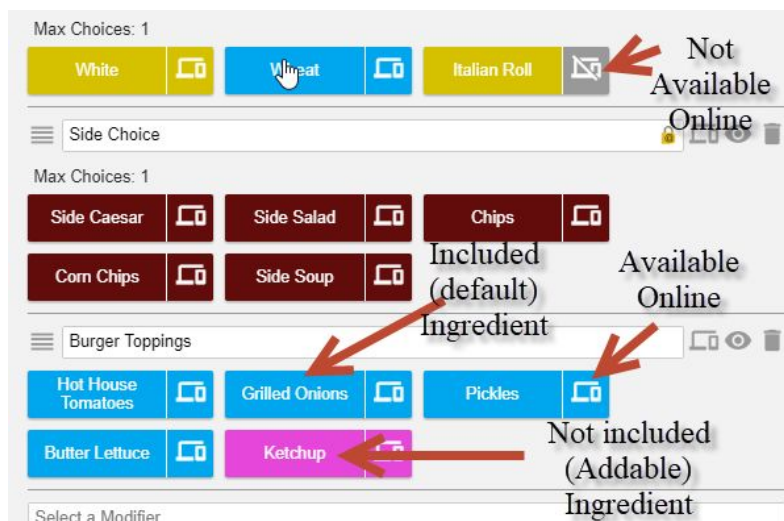 Max Choices: 1
White
Wheat
Italian Roll
Not
Available
Online
Side Choice
Max Choices: 1
Side Caesar
Side Salad
Chips
Corn Chips
Side Soup
Included
(default)
Ingredient
Available
Online
Burger Toppings
Hot House
Tomatoes
Grilled Onions
Pickles
Butter Lettuce
Ketchup
Not included
(Addable)
Ingredient
Select a Modifier